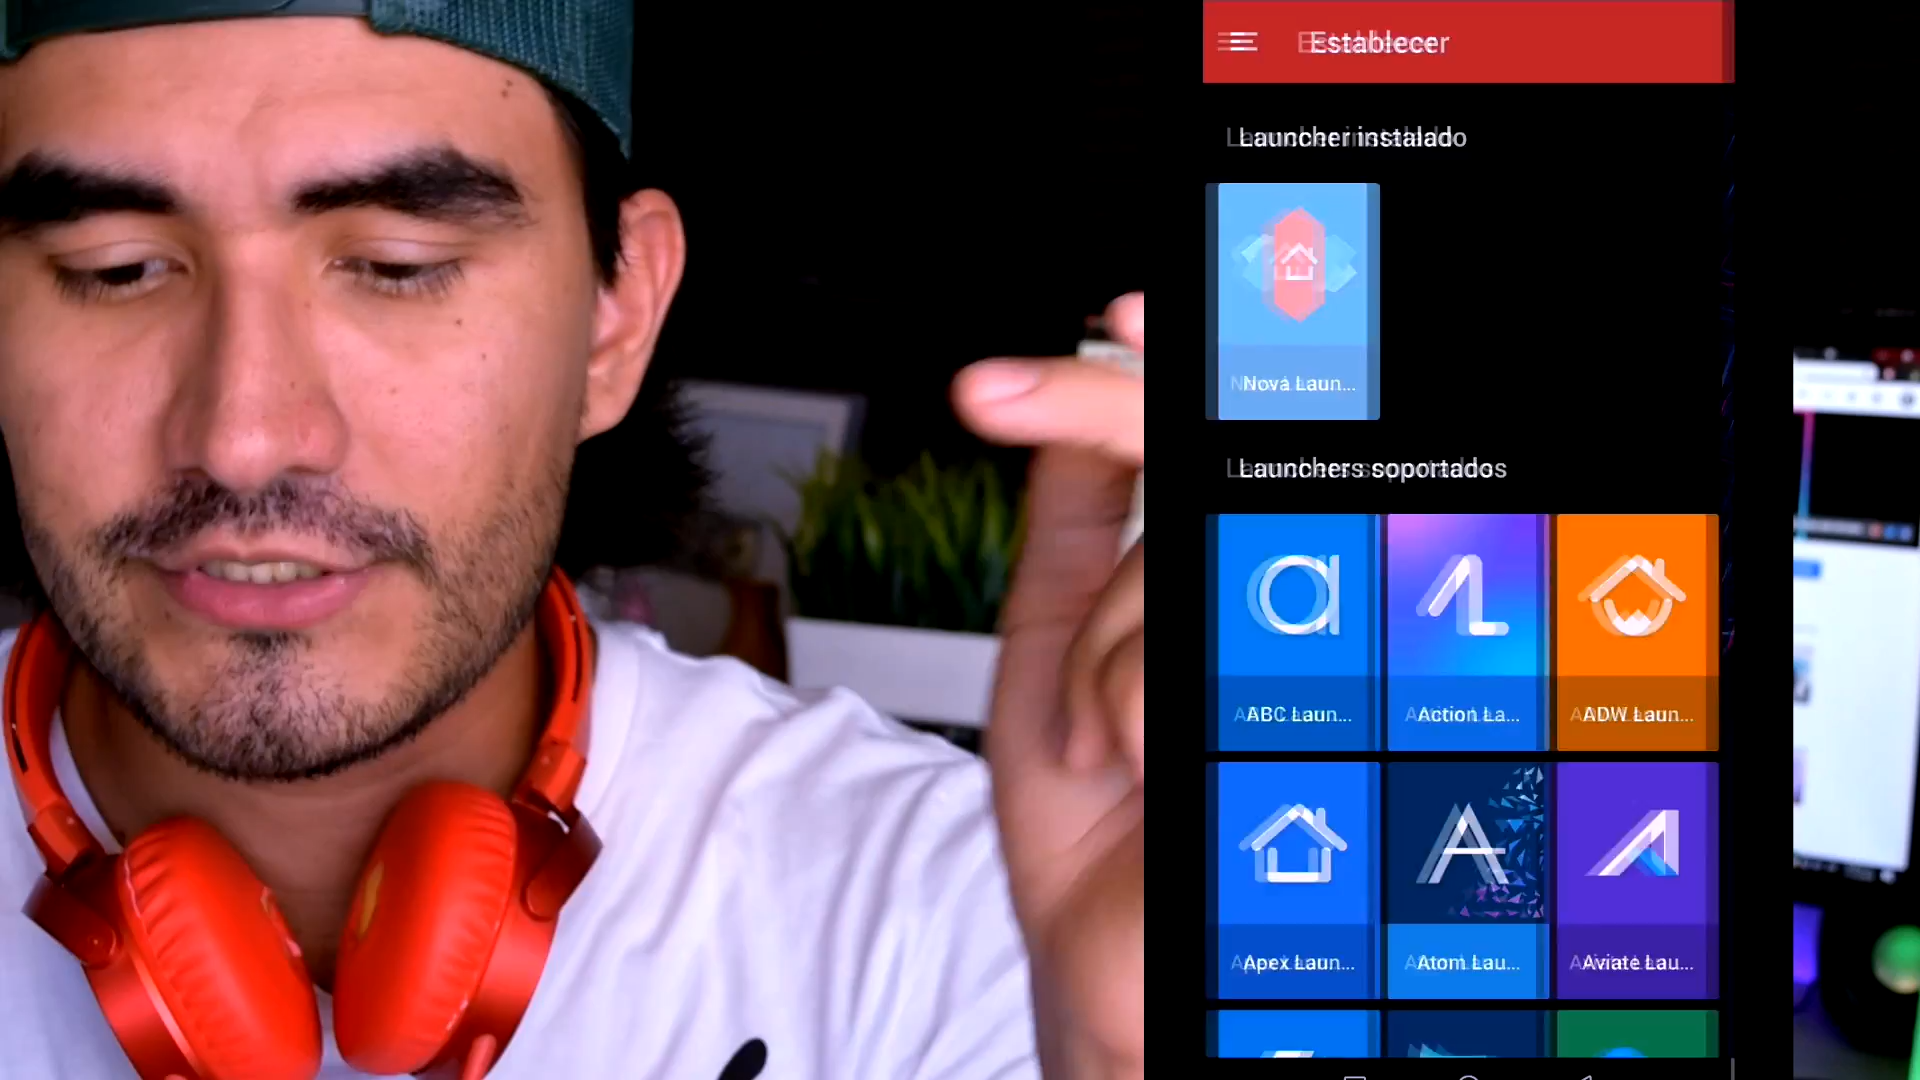 Establecer
Launcher instalado
Nova Laun...
Launchers soportados
ABC Laun...
Action La...
ADW Laun...
Apex Laun...
Atom Lau...
Aviate Lau...